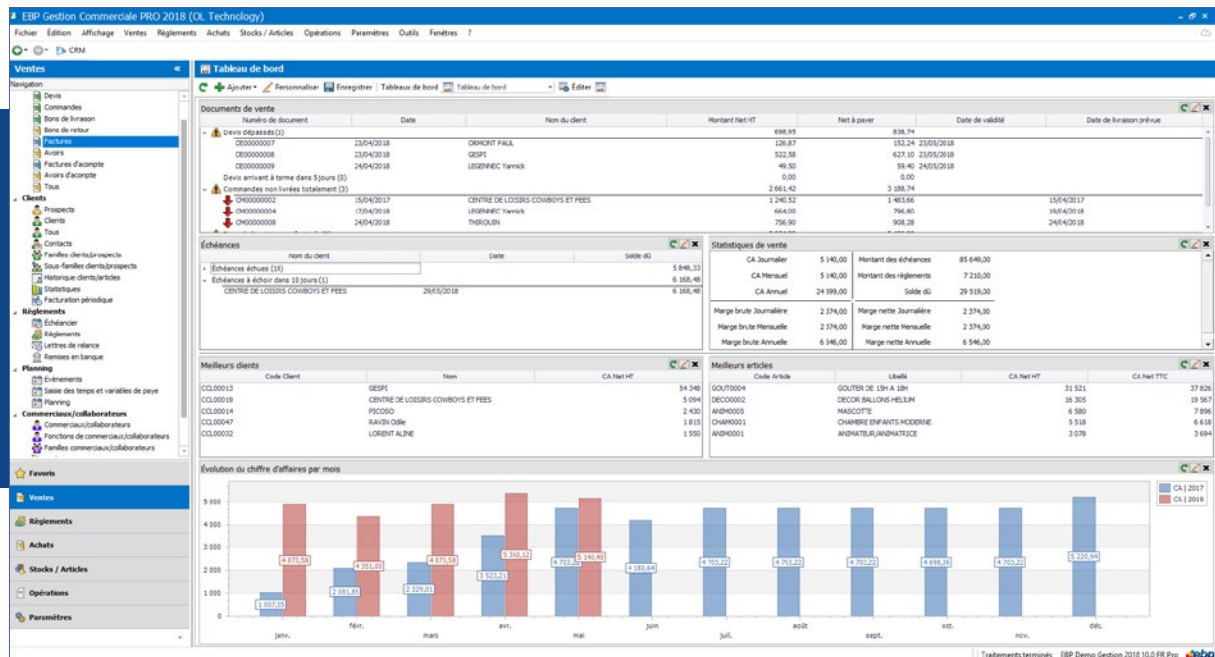 EBP Gestion Commerciale PRO 2018 (OL Technology)
Fichier Édition Affichage Ventes Règlements Achats Stocks / Articles Opérations Paramètres Outils Fenêtres ?
CRM
Ventes «
Navigation
Devis
Commandes
Bons de livraison
Bons de retour
Factures
Avoirs
Factures d'acompte
Avoirs d'acompte
Tous
Clients
Prospects
Clients
Tous
Contacts
Familles clients/prospects
Sous-familles clients/prospects
Historique clients/articles
Statistiques
Facturation périodique
Règlements
Échéancier
Règlements
Lettres de relance
Remises en banque
Planning
Évènements
Saisie des temps et variables de paye
Planning
Commerciaux/collaborateurs
Commerciaux/collaborateurs
Fonctions de commerciaux/collaborateurs
Familles commerciaux/collaborateurs
Favoris
Ventes
Règlements
Achats
Stocks / Articles
Opérations
Paramètres
Tableau de bord
Ajouter Personnaliser Enregistrer Tableaux de bord Tableau de bord Éditer
Documents de vente
Numéro de document Date Nom du client Montant Net HT Net à payer Date de validité Date de livraison prévue
Devis dépassés(3) 698,95 838,74
DE00000007 23/04/2018 ORMONT PAUL 126,87 152,24 23/05/2018
DE00000008 23/04/2018 GESPI 522,58 627,10 23/05/2018
DE00000009 24/04/2018 LEGENNEC Yannick 49,50 59,40 24/05/2018
Devis arrivant à terme dans 5 jours (0) 0,00 0,00
Commandes non livrées totalement (3) 2 661,42 3 188,74
CM00000002 15/04/2017 CENTRE DE LOISIRS COWBOYS ET FEES 1 240,52 1 483,66 15/04/2017
CM00000004 17/04/2018 LEGENNEC Yannick 664,00 796,80 19/04/2018
CM00000008 24/04/2018 THIROUIN 756,90 908,28 24/04/2018
Échéances
Nom du client Date Solde dû
Échéances échues (18) 5 848,33
Échéances à échoir dans 10 jours (1) 6 168,48
CENTRE DE LOISIRS COWBOYS ET FEES 29/05/2018 6 168,48
Statistiques de vente
CA Journalier 5 140,00 Montant des échéances 85 649,00
CA Mensuel 5 140,00 Montant des règlements 7 210,00
CA Annuel 24 599,00 Solde dû 29 519,00
Marge brute Journalière 2 374,00 Marge nette Journalière 2 374,00
Marge brute Mensuelle 2 374,00 Marge nette Mensuelle 2 374,00
Marge brute Annuelle 6 546,00 Marge nette Annuelle 6 546,00
Meilleurs clients
Code Client Nom CA Net HT
CCL00013 GESPI 54 348
CCL00019 CENTRE DE LOISIRS COWBOYS ET FEES 5 094
CCL00014 PICOSO 2 430
CCL00047 RAVIN Odile 1 815
CCL00032 LORENT ALINE 1 550
Meilleurs articles
Code Article Libellé CA Net HT CA Net TTC
GOUT0004 GOUTER DE 15H A 18H 31 521 37 826
DECO0002 DECOR BALLONS HELIUM 16 305 19 567
ANIM0005 MASCOTTE 6 580 7 896
CHAM0001 CHAMBRE ENFANTS MODERNE 5 518 6 618
ANIM0001 ANIMATEUR/ANIMATRICE 3 078 3 694
Évolution du chiffre d'affaires par mois
CA | 2017
CA | 2018
5 000
4 000
3 000
2 000
1 000
0
4 873,58 4 351,08 4 873,58 5 360,12 5 140,40
1 007,55 2 081,85 2 329,01 3 523,21 4 703,22 4 180,64 4 703,22 4 703,22 4 703,22 4 698,36 4 703,22 5 220,94
janv. févr. mars avr. mai juin juil. août sept. oct. nov. déc.
Traitements terminés EBP Demo Gestion 2018 10.0 FR Pro ebp